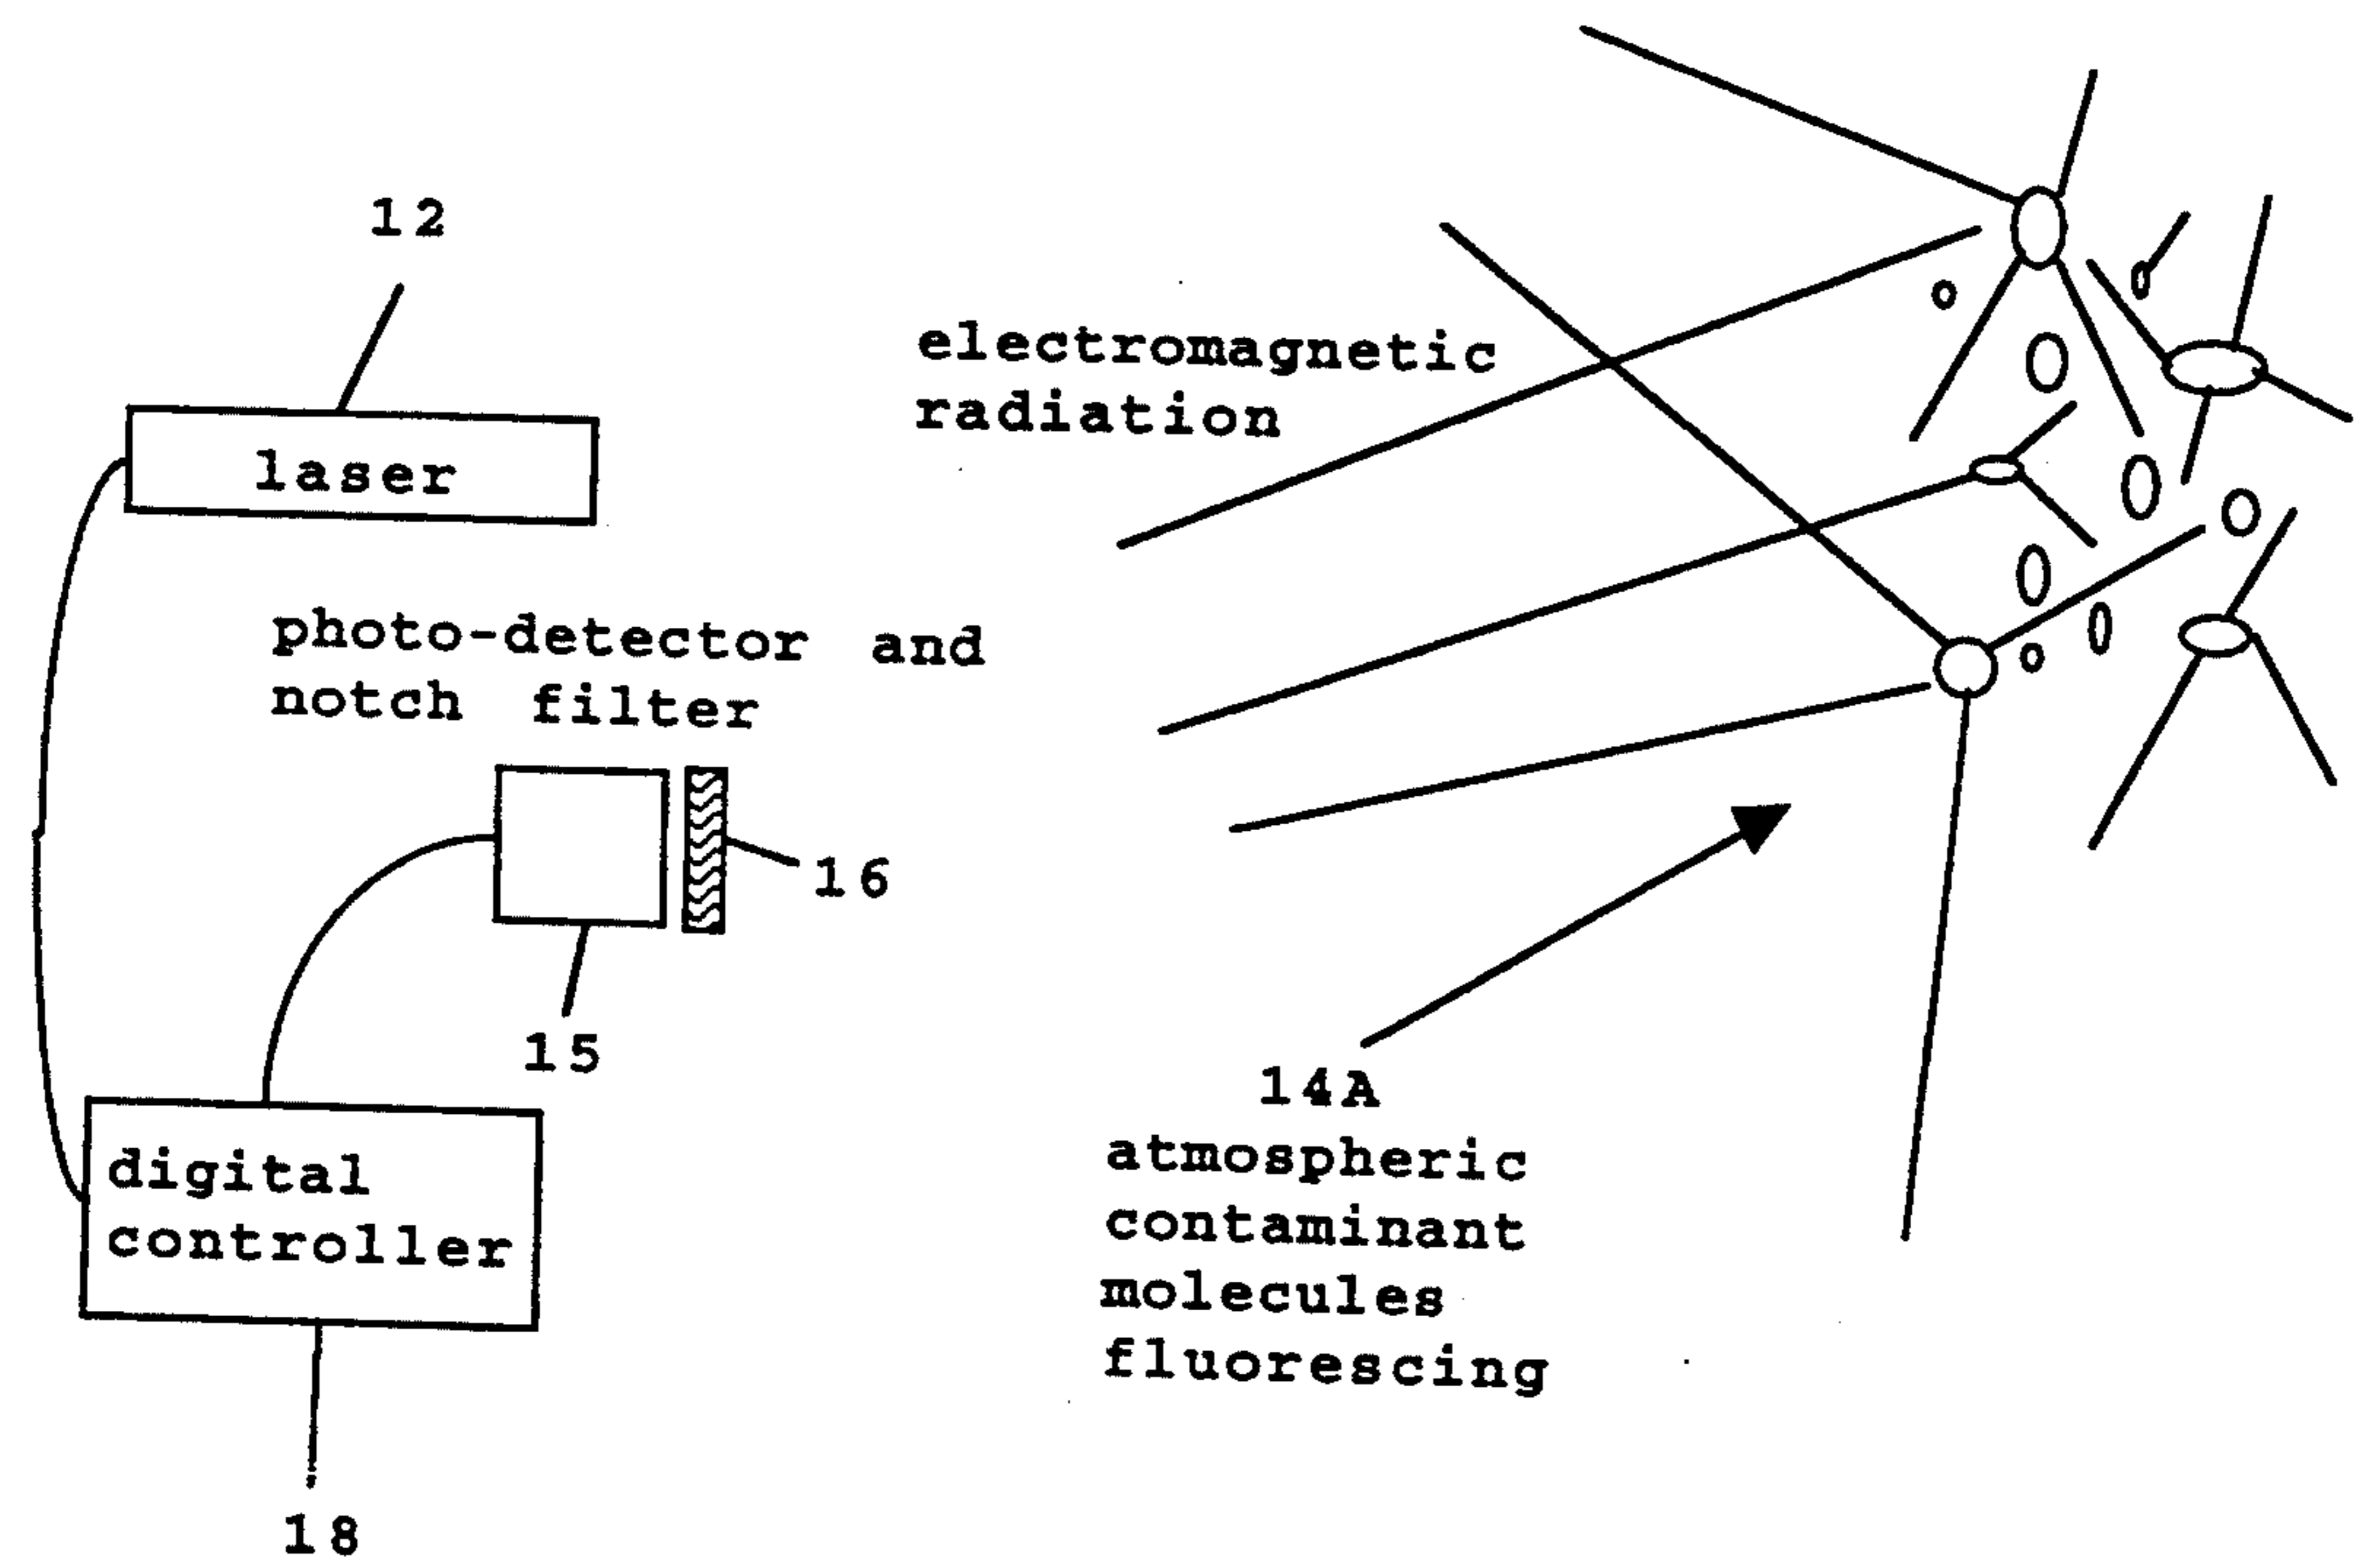 12
laser
electromagnetic
radiation
photo-detector and
notch filter
16
15
14A
atmospheric
contaminant
molecules
fluorescing
digital
controller
18